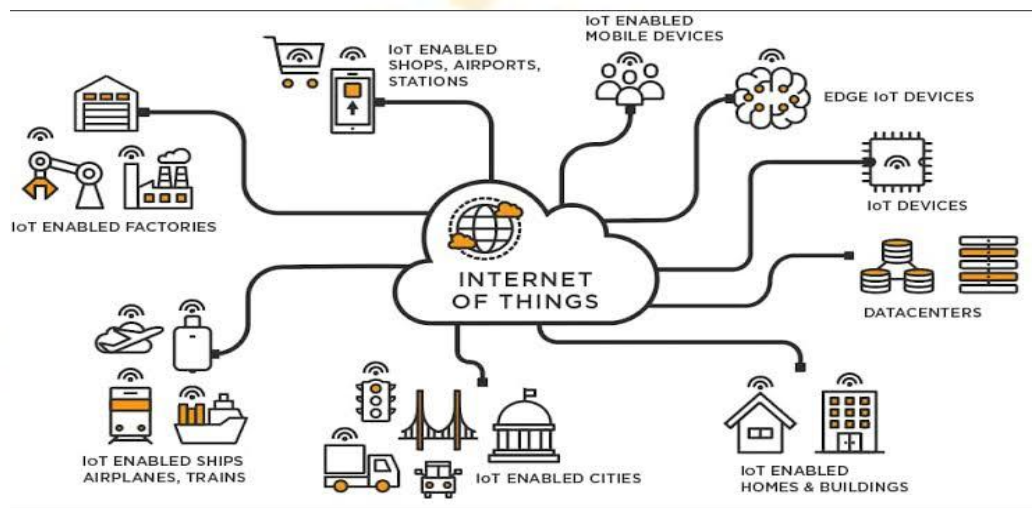 IoT ENABLED
MOBILE DEVICES
IoT ENABLED
SHOPS, AIRPORTS,
STATIONS
EDGE IoT DEVICES
IoT DEVICES
IoT ENABLED FACTORIES
INTERNET
OF THINGS
DATACENTERS
IoT ENABLED SHIPS
AIRPLANES, TRAINS
IoT ENABLED CITIES
IoT ENABLED
HOMES & BUILDINGS